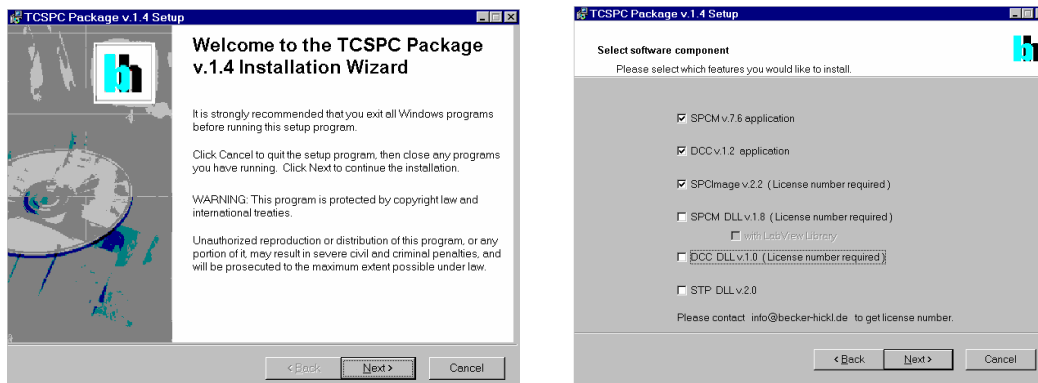 TCSPC Package v.1.4 Setup
bh
Welcome to the TCSPC Package
v.1.4 Installation Wizard
It is strongly recommended that you exit all Windows programs
before running this setup program.
Click Cancel to quit the setup program, then close any programs
you have running. Click Next to continue the installation.
WARNING: This program is protected by copyright law and
international treaties.
Unauthorized reproduction or distribution of this program, or any
portion of it, may result in severe civil and criminal penalties, and
will be prosecuted to the maximum extent possible under law.
< Back
Next >
Cancel
TCSPC Package v.1.4 Setup
Select software component
Please select which features you would like to install.
SPCM v.7.6 application
DCC v.1.2 application
SPCImage v.2.2 ( License number required )
SPCM DLL v.1.8 ( License number required )
with LabView Library
DCC DLL v.1.0 ( License number required )
STP DLL v.2.0
Please contact info@becker-hickl.de to get license number.
< Back
Next >
Cancel